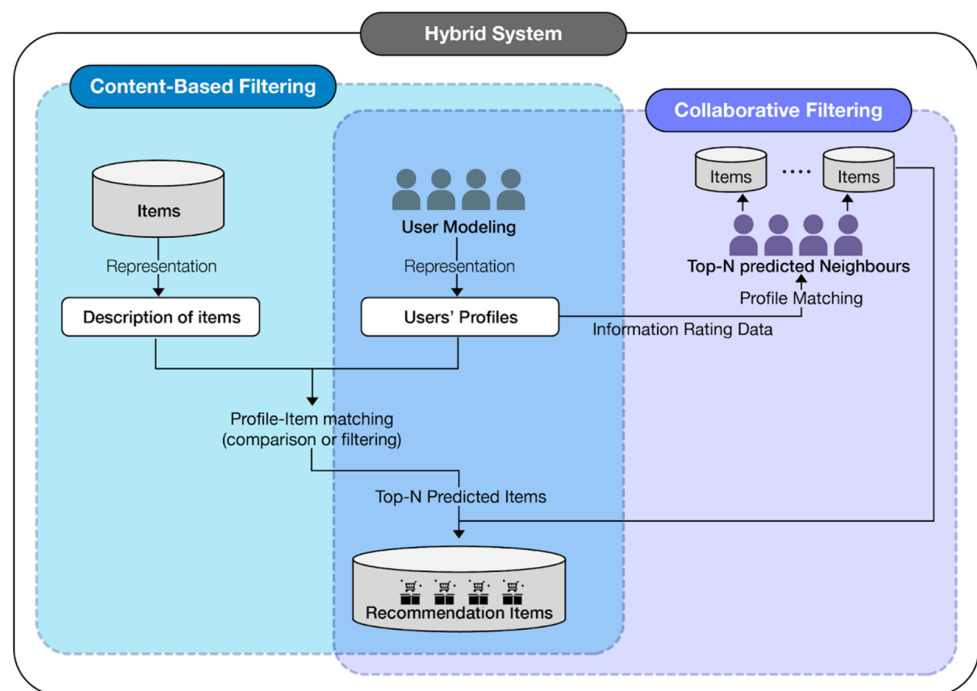 Hybrid System
Content-Based Filtering
Collaborative Filtering
Items
Items
....
Items
User Modeling
Top-N predicted Neighbours
Representation
Representation
Profile Matching
Description of items
Users’ Profiles
Information Rating Data
Profile-Item matching
(comparison or filtering)
Top-N Predicted Items
Recommendation Items